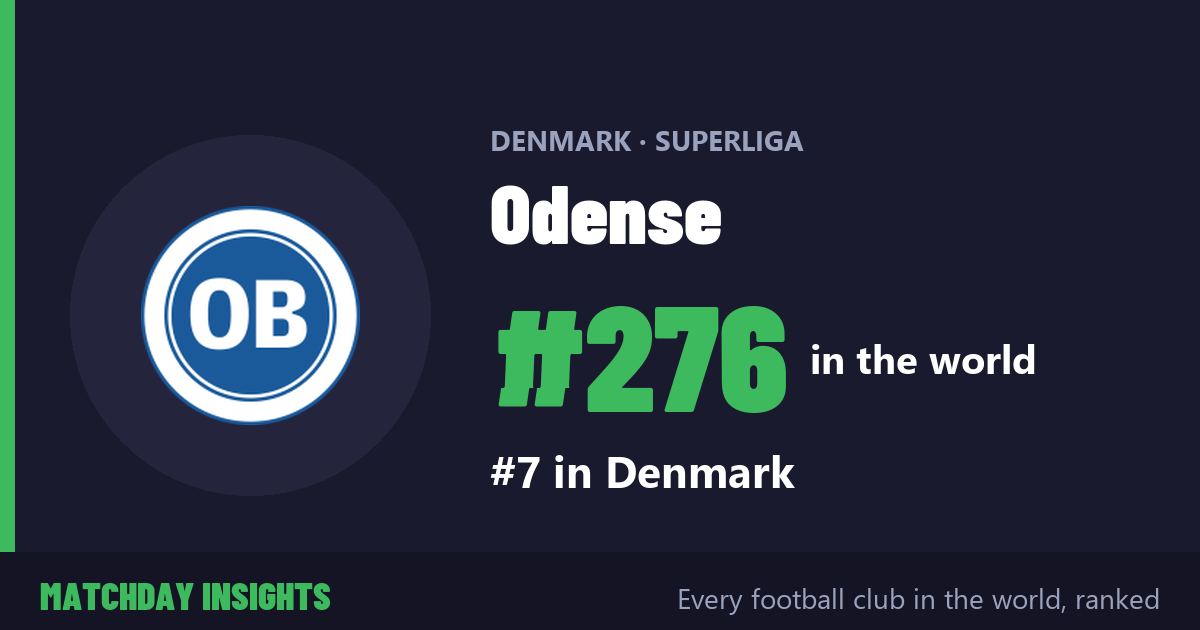 DENMARK · SUPERLIGA
Odense
OB
#276 in the world
#7 in Denmark
MATCHDAY INSIGHTS
Every football club in the world, ranked